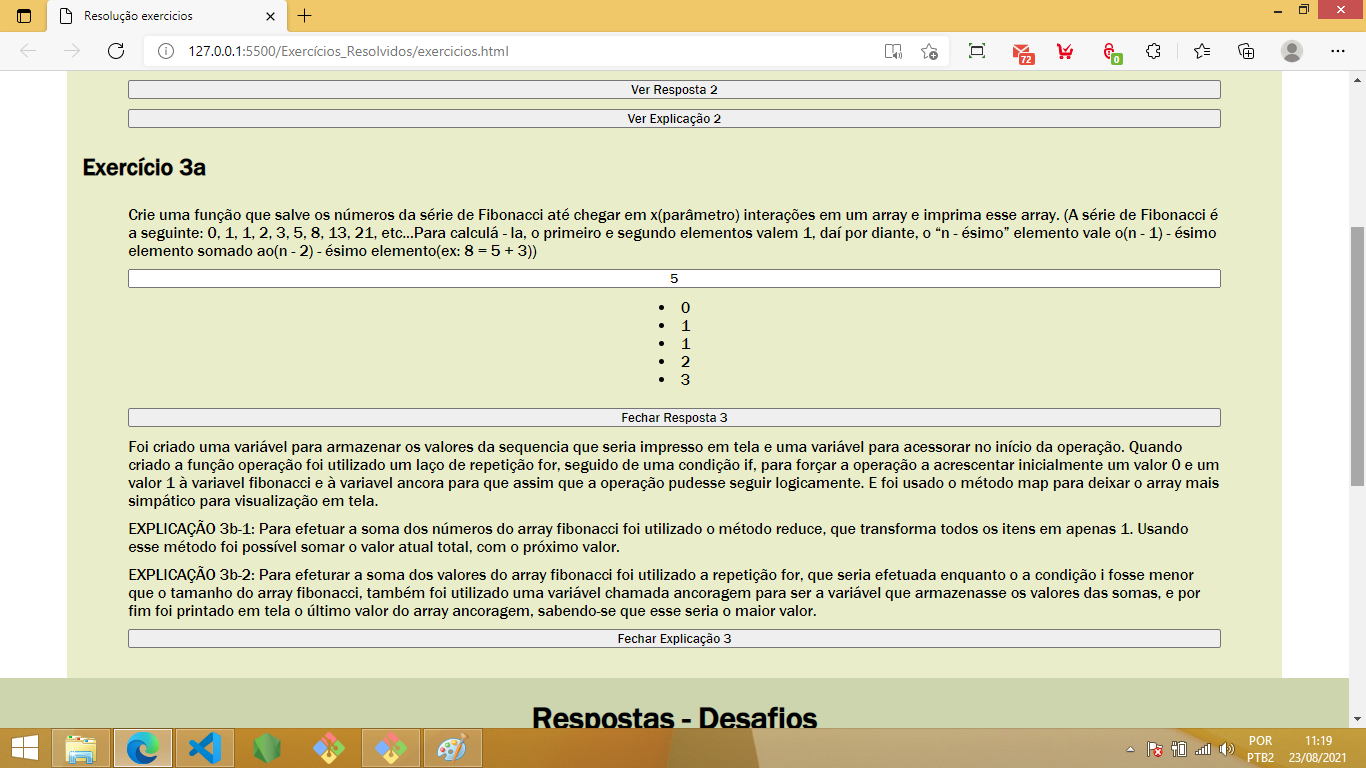 Resolução exercicios
127.0.0.1:5500/Exercícios_Resolvidos/exercicios.html
72
0
Ver Resposta 2
Ver Explicação 2
Exercício 3a
Crie uma função que salve os números da série de Fibonacci até chegar em x(parâmetro) interações em um array e imprima esse array. (A série de Fibonacci é
a seguinte: 0, 1, 1, 2, 3, 5, 8, 13, 21, etc...Para calculá - la, o primeiro e segundo elementos valem 1, daí por diante, o “n - ésimo” elemento vale o(n - 1) - ésimo
elemento somado ao(n - 2) - ésimo elemento(ex: 8 = 5 + 3))
5
• 0
• 1
• 1
• 2
• 3
Fechar Resposta 3
Foi criado uma variável para armazenar os valores da sequencia que seria impresso em tela e uma variável para acessorar no início da operação. Quando
criado a função operação foi utilizado um laço de repetição for, seguido de uma condição if, para forçar a operação a acrescentar inicialmente um valor 0 e um
valor 1 à variavel fibonacci e à variavel ancora para que assim que a operação pudesse seguir logicamente. E foi usado o método map para deixar o array mais
simpático para visualização em tela.
EXPLICAÇÃO 3b-1: Para efetuar a soma dos números do array fibonacci foi utilizado o método reduce, que transforma todos os itens em apenas 1. Usando
esse método foi possível somar o valor atual total, com o próximo valor.
EXPLICAÇÃO 3b-2: Para efeturar a soma dos valores do array fibonacci foi utilizado a repetição for, que seria efetuada enquanto o a condição i fosse menor
que o tamanho do array fibonacci, também foi utilizado uma variável chamada ancoragem para ser a variável que armazenasse os valores das somas, e por
fim foi printado em tela o último valor do array ancoragem, sabendo-se que esse seria o maior valor.
Fechar Explicação 3
Respostas - Desafios
POR
PTB2
11:19
23/08/2021